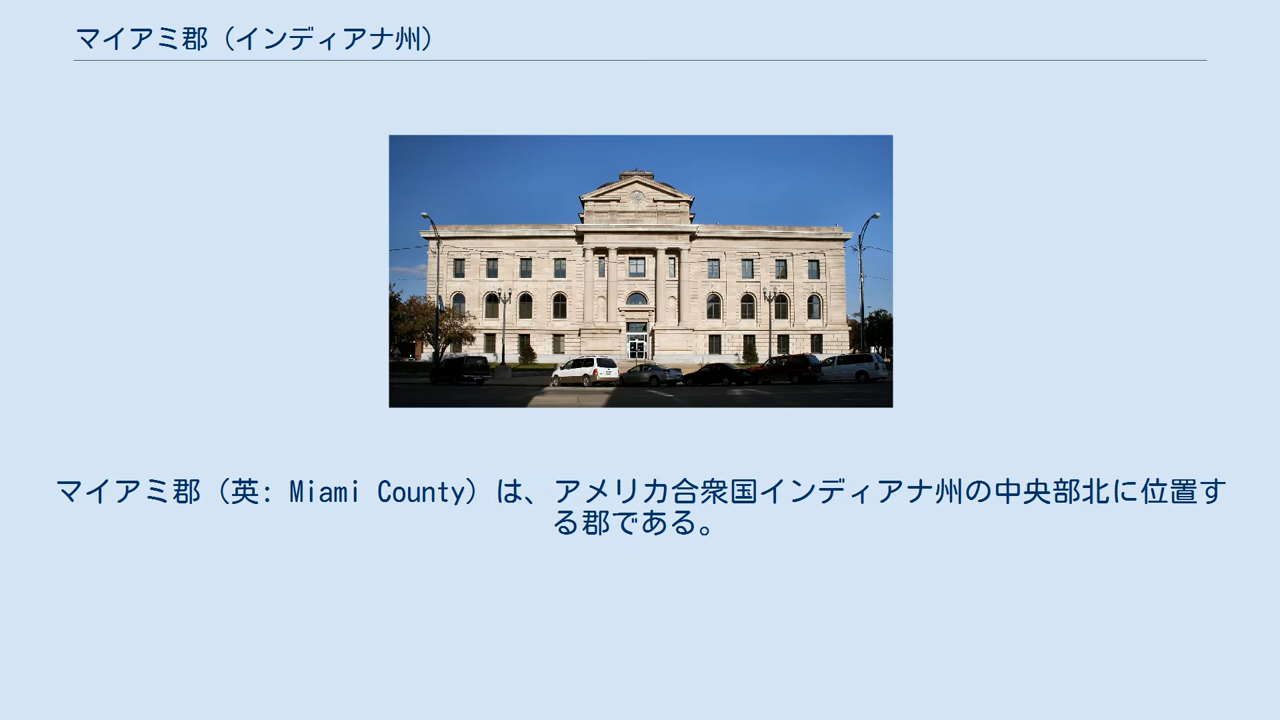 マイアミ郡（インディアナ州）
マイアミ郡（英: Miami County）は、アメリカ合衆国インディアナ州の中央部北に位置す
る郡である。